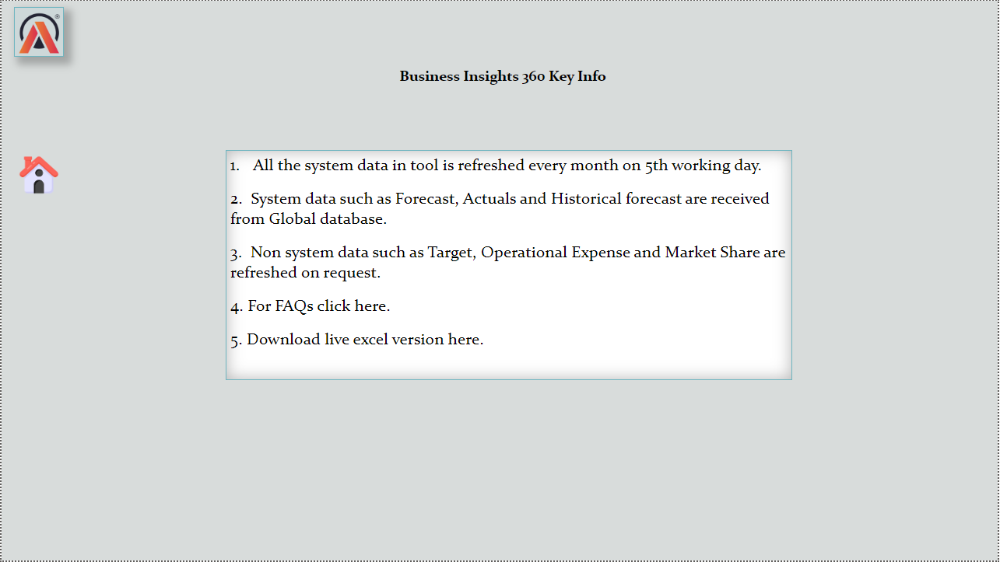 ®
Business Insights 360 Key Info
1. All the system data in tool is refreshed every month on 5th working day.
2. System data such as Forecast, Actuals and Historical forecast are received
from Global database.
3. Non system data such as Target, Operational Expense and Market Share are
refreshed on request.
4. For FAQs click here.
5. Download live excel version here.